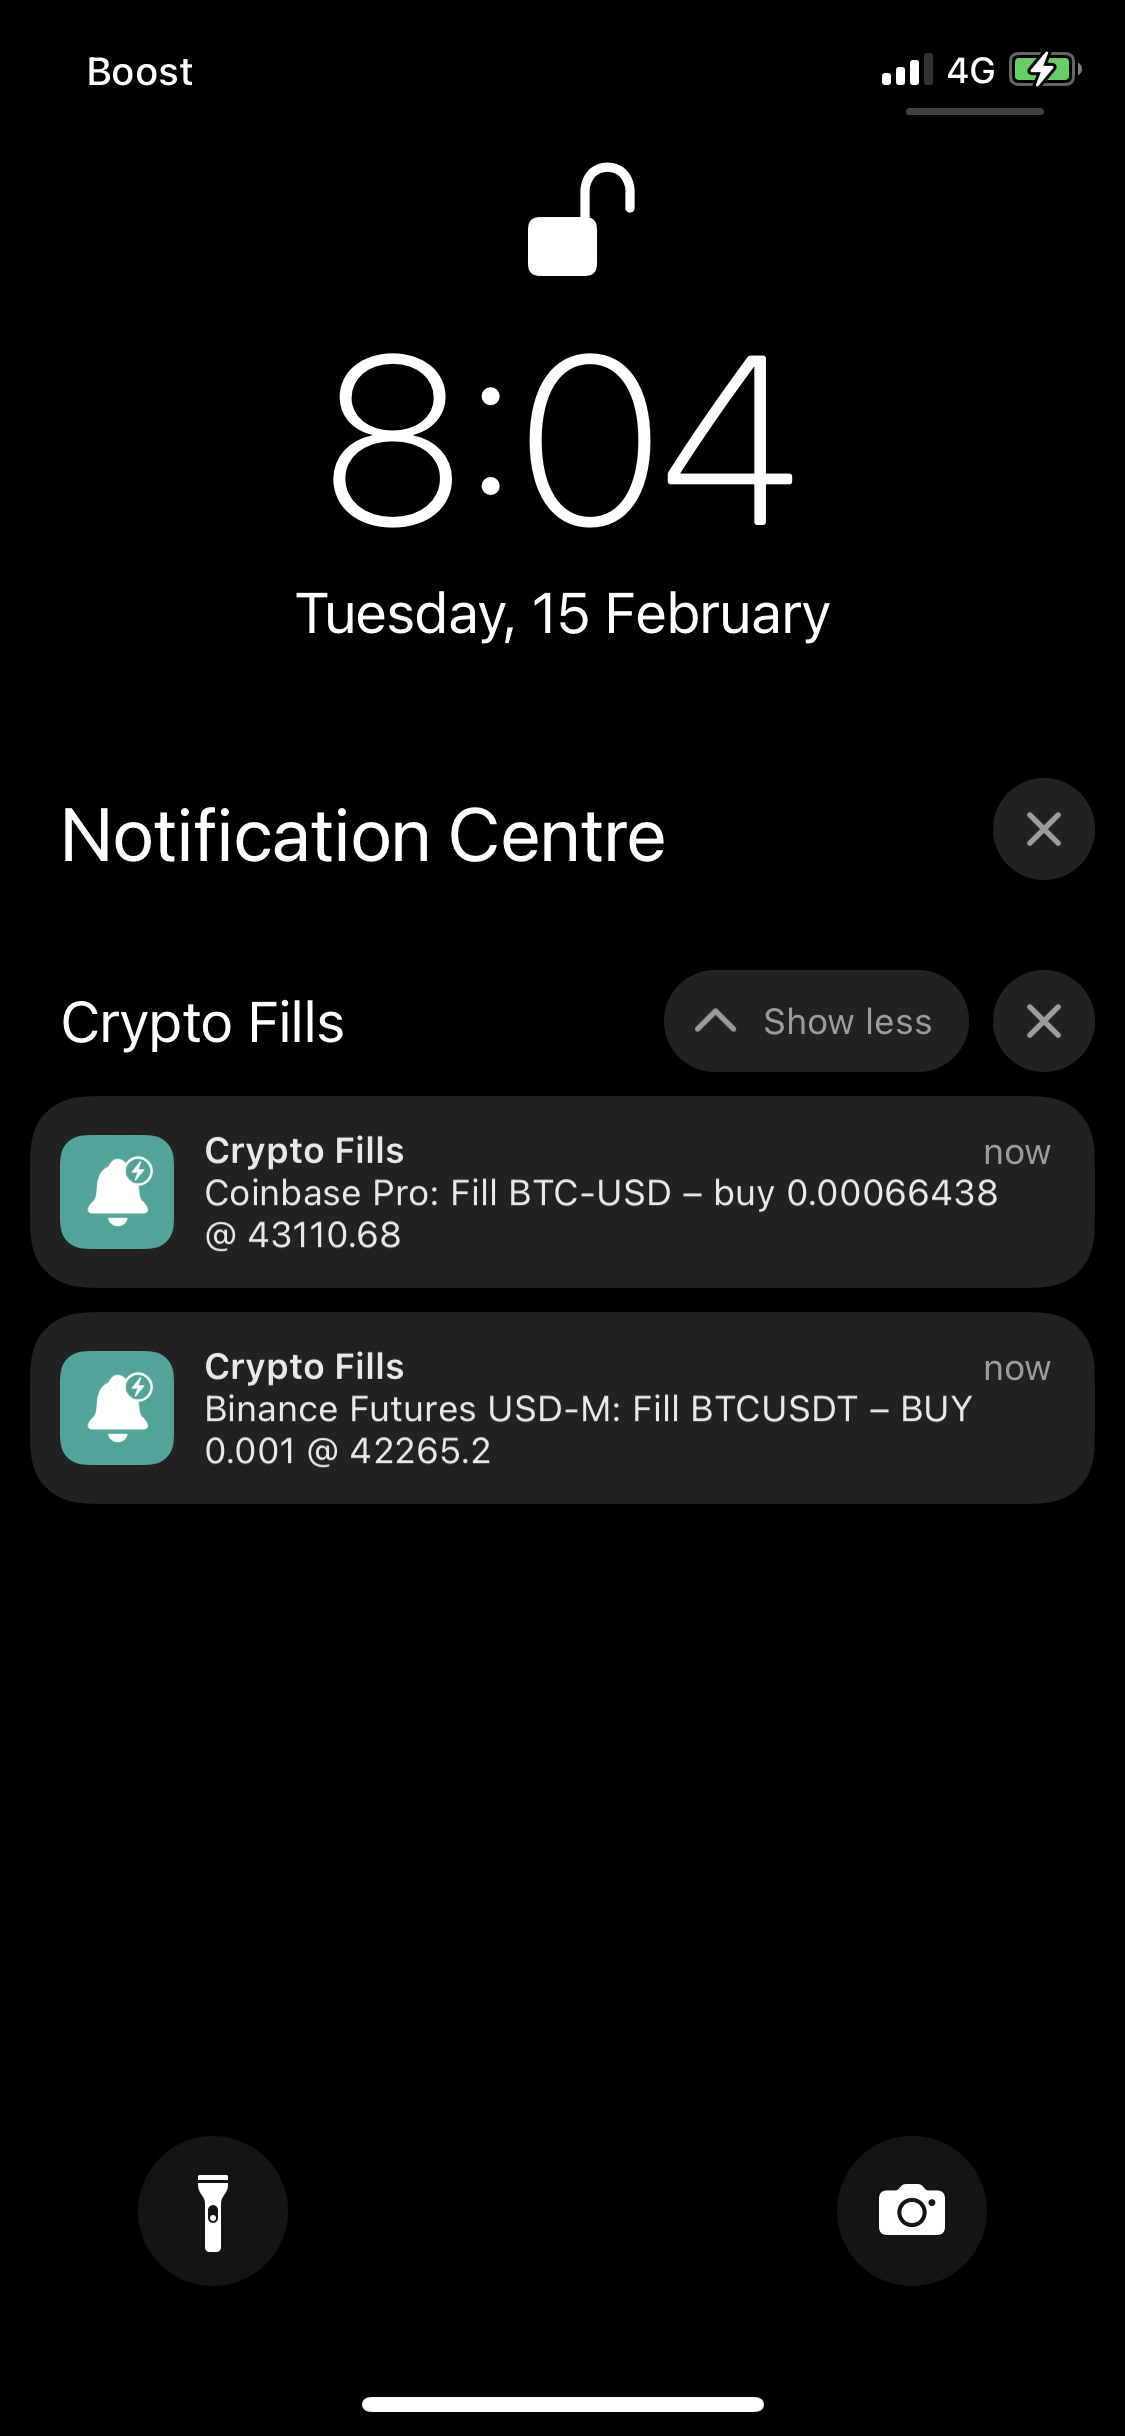 Boost
4G
8:04
Tuesday, 15 February
Notification Centre
Crypto Fills
Show less
Crypto Fills
now
Coinbase Pro: Fill BTC-USD – buy 0.00066438
@ 43110.68
Crypto Fills
now
Binance Futures USD-M: Fill BTCUSDT – BUY
0.001 @ 42265.2